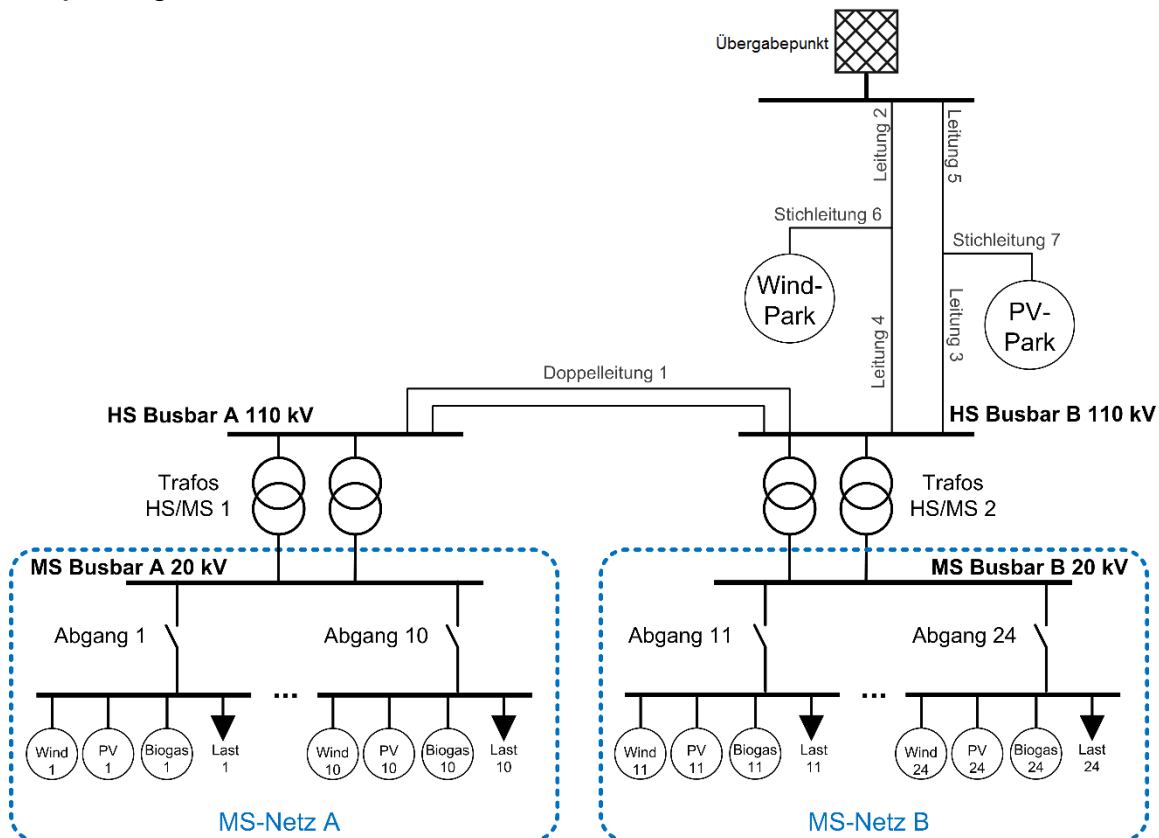 Übergabepunkt
Leitung 2
Leitung 5
Stichleitung 6
Stichleitung 7
Wind-
Park
PV-
Park
Leitung 4
Leitung 3
Doppelleitung 1
HS Busbar A 110 kV
HS Busbar B 110 kV
Trafos
HS/MS 1
Trafos
HS/MS 2
MS Busbar A 20 kV
MS Busbar B 20 kV
Abgang 1
Abgang 10
Abgang 11
Abgang 24
...
...
Wind
1
PV
1
Biogas
1
Last
1
Wind
10
PV
10
Biogas
10
Last
10
Wind
11
PV
11
Biogas
11
Last
11
Wind
24
PV
24
Biogas
24
Last
24
MS-Netz A
MS-Netz B